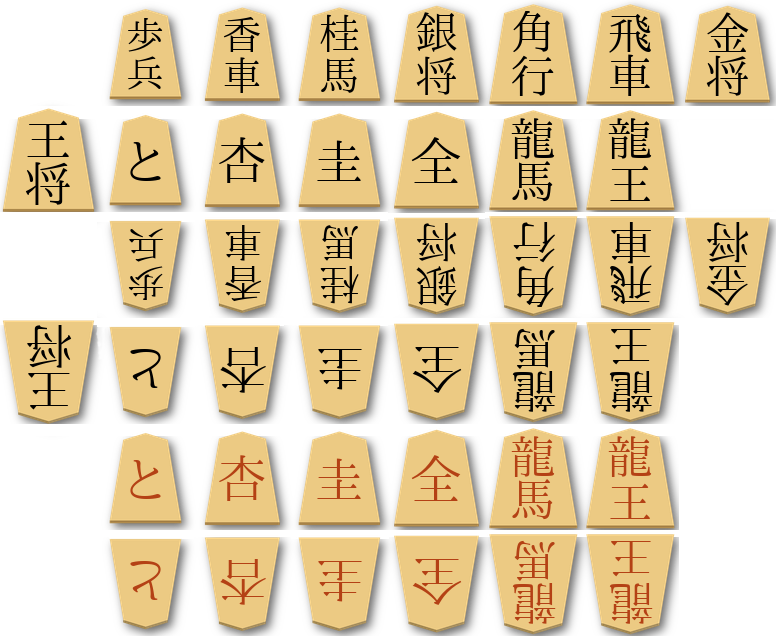 歩兵 香車 桂馬 銀将 角行 飛車 金将
王将 と 杏 圭 全 龍馬 龍王
歩兵 香車 桂馬 銀将 角行 飛車 金将
王将 と 杏 圭 全 龍馬 龍王
と 杏 圭 全 龍馬 龍王
と 杏 圭 全 龍馬 龍王